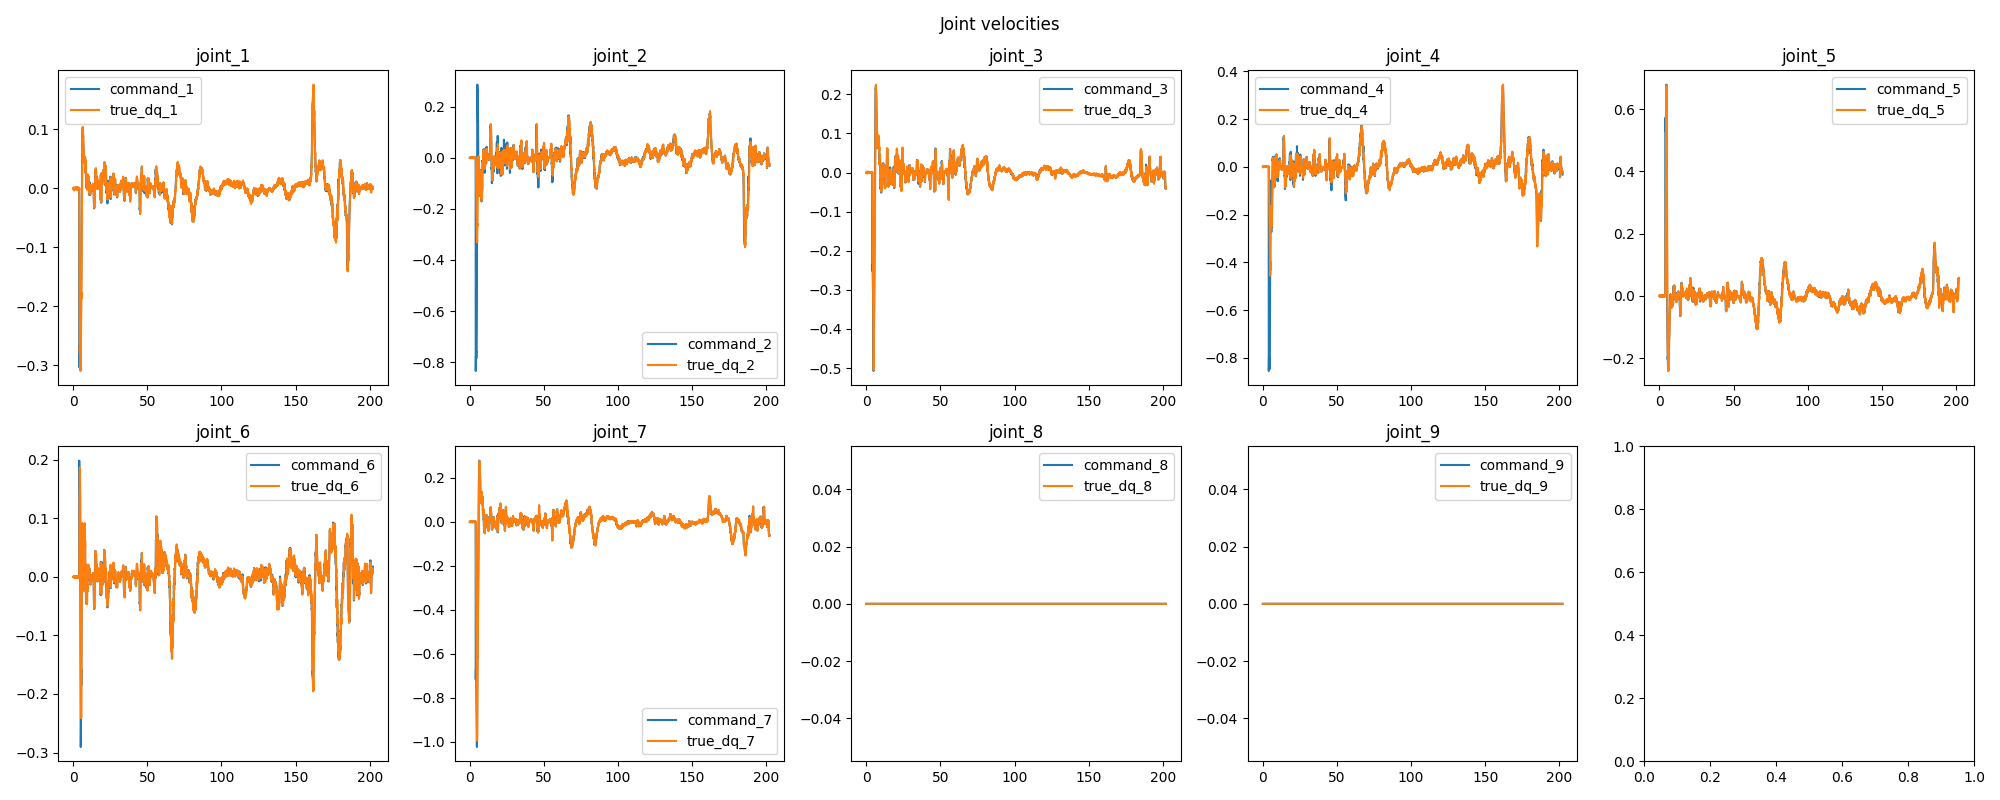 Joint velocities
joint_1
command_1
true_dq_1
0.1
0.0
−0.1
−0.2
−0.3
0 50 100 150 200
joint_2
command_2
true_dq_2
0.2
0.0
−0.2
−0.4
−0.6
−0.8
0 50 100 150 200
joint_3
command_3
true_dq_3
0.2
0.1
0.0
−0.1
−0.2
−0.3
−0.4
−0.5
0 50 100 150 200
joint_4
command_4
true_dq_4
0.4
0.2
0.0
−0.2
−0.4
−0.6
−0.8
0 50 100 150 200
joint_5
command_5
true_dq_5
0.6
0.4
0.2
0.0
−0.2
0 50 100 150 200
joint_6
command_6
true_dq_6
0.2
0.1
0.0
−0.1
−0.2
−0.3
0 50 100 150 200
joint_7
command_7
true_dq_7
0.2
0.0
−0.2
−0.4
−0.6
−0.8
−1.0
0 50 100 150 200
joint_8
command_8
true_dq_8
0.04
0.02
0.00
−0.02
−0.04
0 50 100 150 200
joint_9
command_9
true_dq_9
0.04
0.02
0.00
−0.02
−0.04
0 50 100 150 200
1.0
0.8
0.6
0.4
0.2
0.0
0.0 0.2 0.4 0.6 0.8 1.0